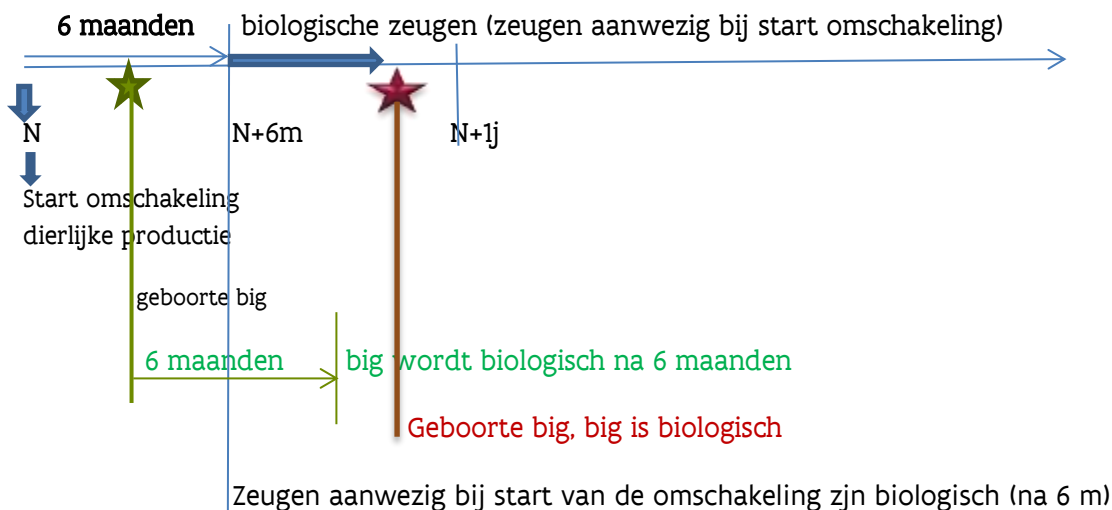 6 maanden
biologische zeugen (zeugen aanwezig bij start omschakeling)
N
N+6m
N+1j
Start omschakeling
dierlijke productie
geboorte big
6 maanden
big wordt biologisch na 6 maanden
Geboorte big, big is biologisch
Zeugen aanwezig bij start van de omschakeling zjn biologisch (na 6 m)